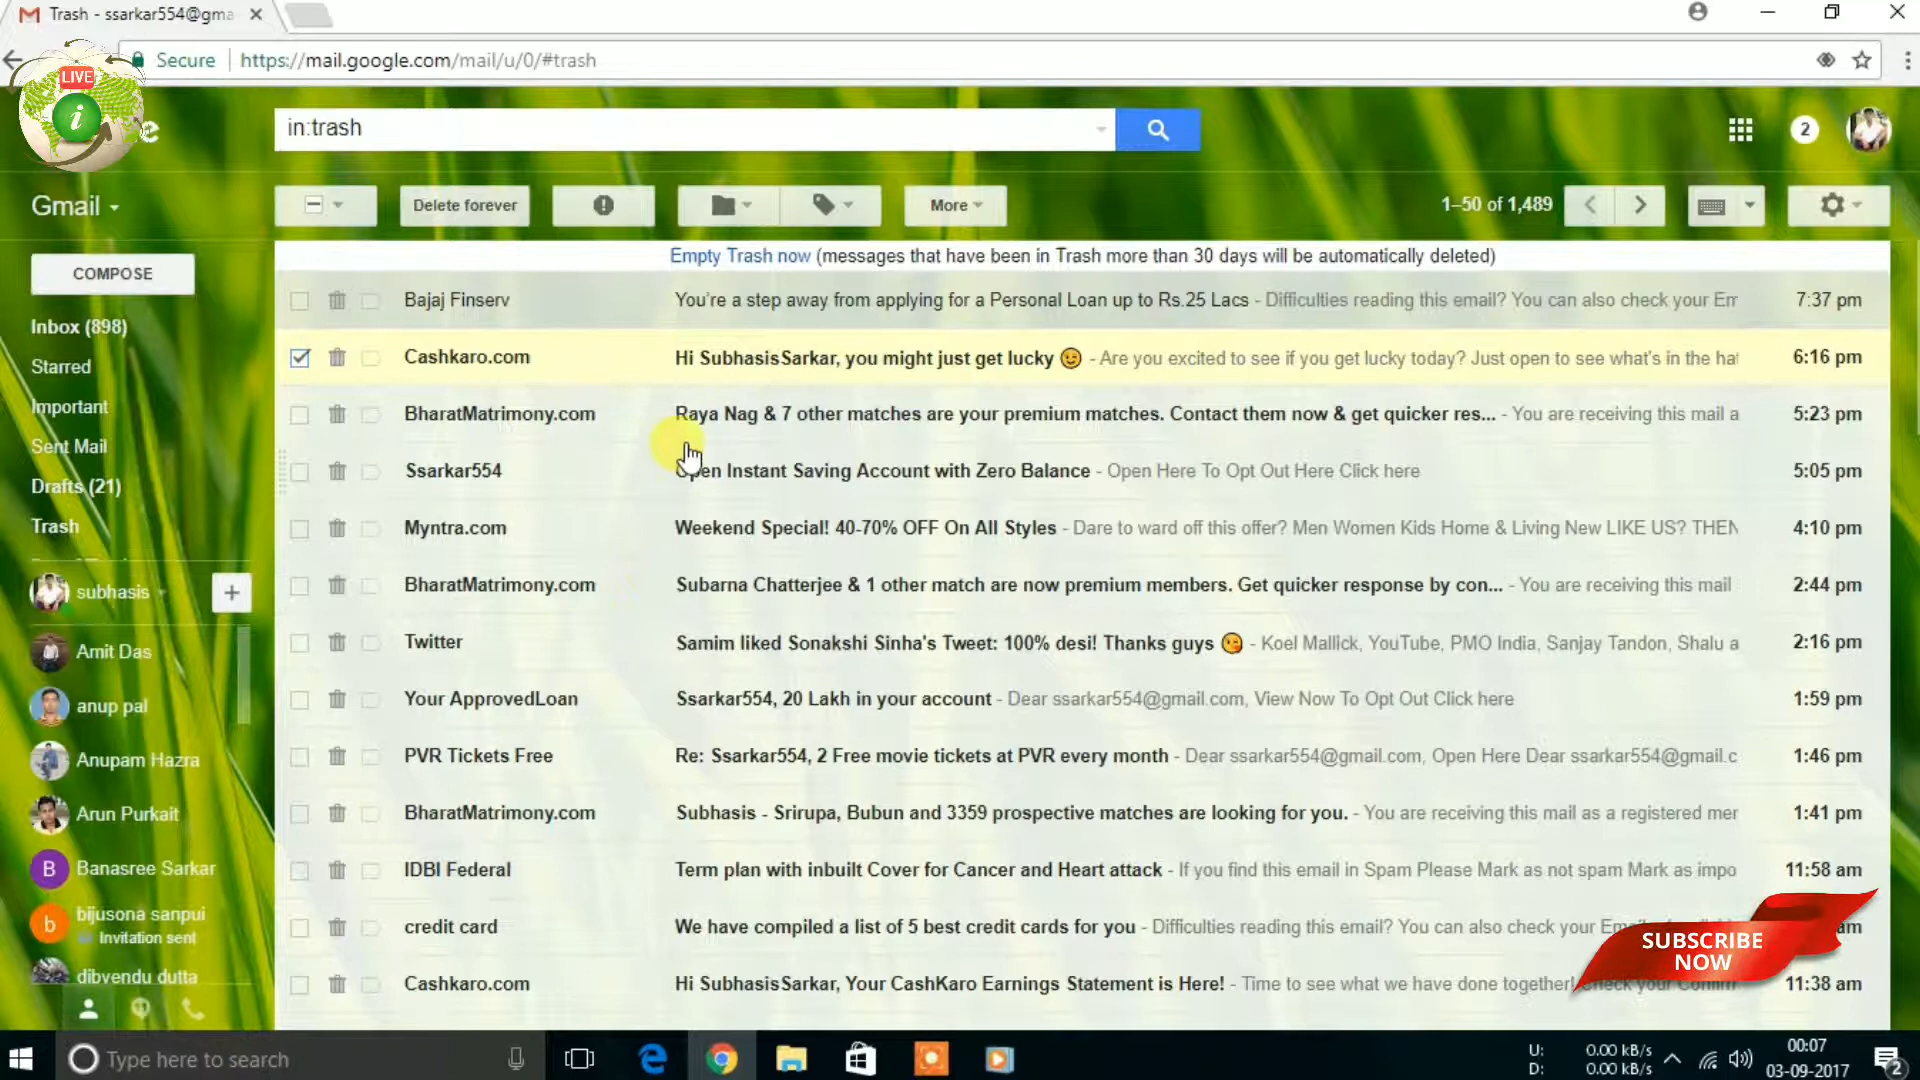 Trash - ssarkar554@gma
Secure https://mail.google.com/mail/u/0/#trash
LIVE
i
e
in:trash
2
Gmail
Delete forever
More
1–50 of 1,489
COMPOSE
Empty Trash now (messages that have been in Trash more than 30 days will be automatically deleted)
Bajaj Finserv You're a step away from applying for a Personal Loan up to Rs.25 Lacs - Difficulties reading this email? You can also check your Em 7:37 pm
Inbox (898)
Cashkaro.com Hi SubhasisSarkar, you might just get lucky 😉 - Are you excited to see if you get lucky today? Just open to see what's in the hat 6:16 pm
Starred
Important
BharatMatrimony.com Raya Nag & 7 other matches are your premium matches. Contact them now & get quicker res... - You are receiving this mail a 5:23 pm
Sent Mail
Ssarkar554 Open Instant Saving Account with Zero Balance - Open Here To Opt Out Here Click here 5:05 pm
Drafts (21)
Trash
Myntra.com Weekend Special! 40-70% OFF On All Styles - Dare to ward off this offer? Men Women Kids Home & Living New LIKE US? THEN 4:10 pm
subhasis
BharatMatrimony.com Subarna Chatterjee & 1 other match are now premium members. Get quicker response by con... - You are receiving this mail 2:44 pm
Amit Das
Twitter Samim liked Sonakshi Sinha's Tweet: 100% desi! Thanks guys 😘 - Koel Mallick, YouTube, PMO India, Sanjay Tandon, Shalu a 2:16 pm
anup pal
Your ApprovedLoan Ssarkar554, 20 Lakh in your account - Dear ssarkar554@gmail.com, View Now To Opt Out Click here 1:59 pm
Anupam Hazra
PVR Tickets Free Re: Ssarkar554, 2 Free movie tickets at PVR every month - Dear ssarkar554@gmail.com, Open Here Dear ssarkar554@gmail.c 1:46 pm
Arun Purkait
BharatMatrimony.com Subhasis - Srirupa, Bubun and 3359 prospective matches are looking for you. - You are receiving this mail as a registered mer 1:41 pm
B Banasree Sarkar
IDBI Federal Term plan with inbuilt Cover for Cancer and Heart attack - If you find this email in Spam Please Mark as not spam Mark as impo 11:58 am
b bijusona sanpui
Invitation sent
credit card We have compiled a list of 5 best credit cards for you - Difficulties reading this email? You can also check your Em am
dibyendu dutta
Cashkaro.com Hi SubhasisSarkar, Your CashKaro Earnings Statement is Here! - Time to see what we have done together! Check your Confirm 11:38 am
SUBSCRIBE
NOW
Type here to search
U: 0.00 kB/s
D: 0.00 kB/s
00:07
03-09-2017
2